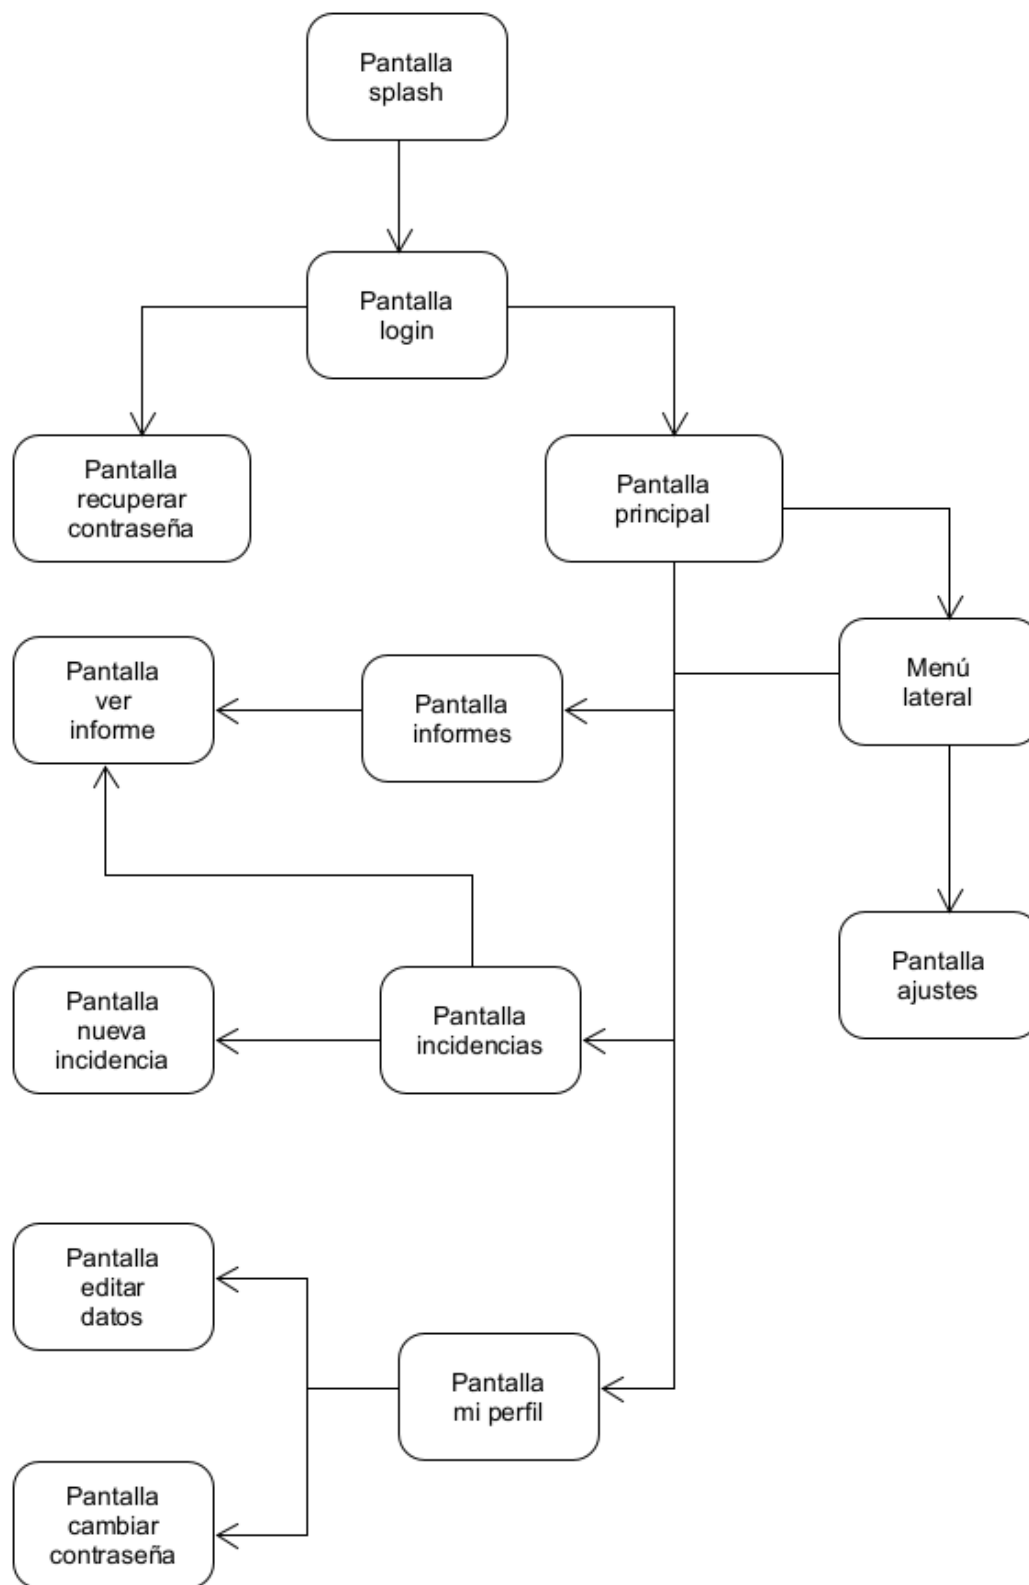 Pantalla
splash
Pantalla
login
Pantalla
recuperar
contraseña
Pantalla
principal
Menú
lateral
Pantalla
ver
informe
Pantalla
informes
Pantalla
ajustes
Pantalla
nueva
incidencia
Pantalla
incidencias
Pantalla
editar
datos
Pantalla
mi perfil
Pantalla
cambiar
contraseña